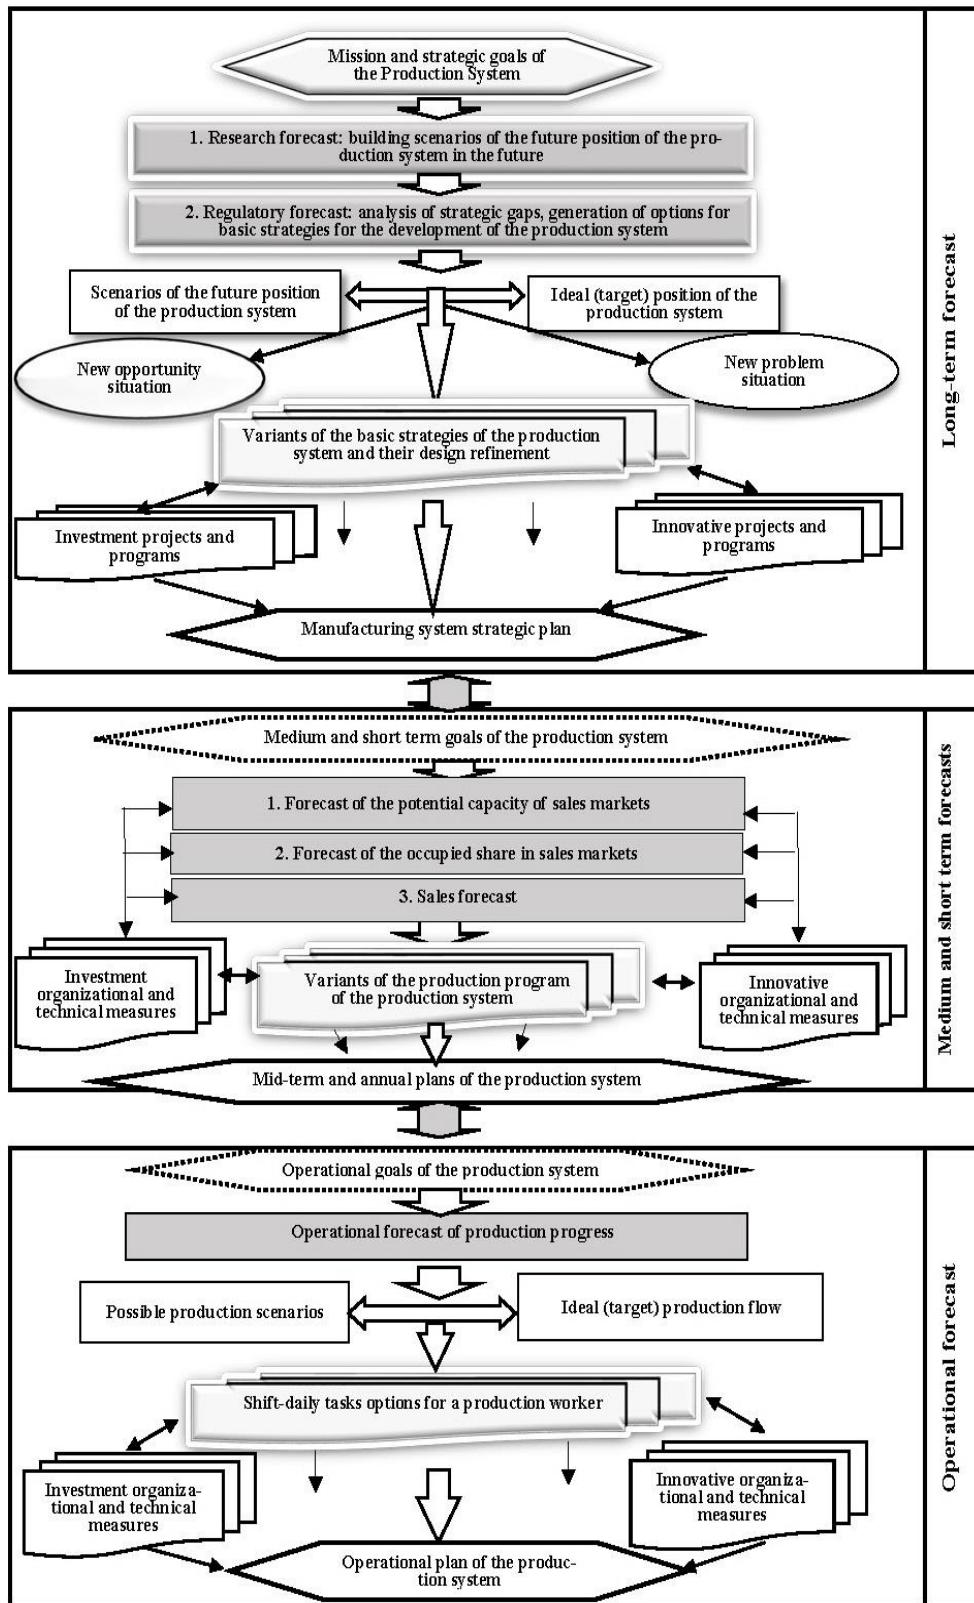 Mission and strategic goals of
the Production System
1. Research forecast: building scenarios of the future position of the pro-
duction system in the future
2. Regulatory forecast: analysis of strategic gaps, generation of options for
basic strategies for the development of the production system
Scenarios of the future position
of the production system
Ideal (target) position of the
production system
New opportunity
situation
New problem
situation
Variants of the basic strategies of the production
system and their design refinement
Investment projects and
programs
Innovative projects and
programs
Manufacturing system strategic plan
Long-term forecast
Medium and short term goals of the production system
1. Forecast of the potential capacity of sales markets
2. Forecast of the occupied share in sales markets
3. Sales forecast
Investment
organizational and
technical measures
Variants of the production program
of the production system
Innovative
organizational and
technical measures
Mid-term and annual plans of the production system
Medium and short term forecasts
Operational goals of the production system
Operational forecast of production progress
Possible production scenarios
Ideal (target) production flow
Shift-daily tasks options for a production worker
Investment organiza-
tional and technical
measures
Innovative organiza-
tional and technical
measures
Operational plan of the produc-
tion system
Operational forecast